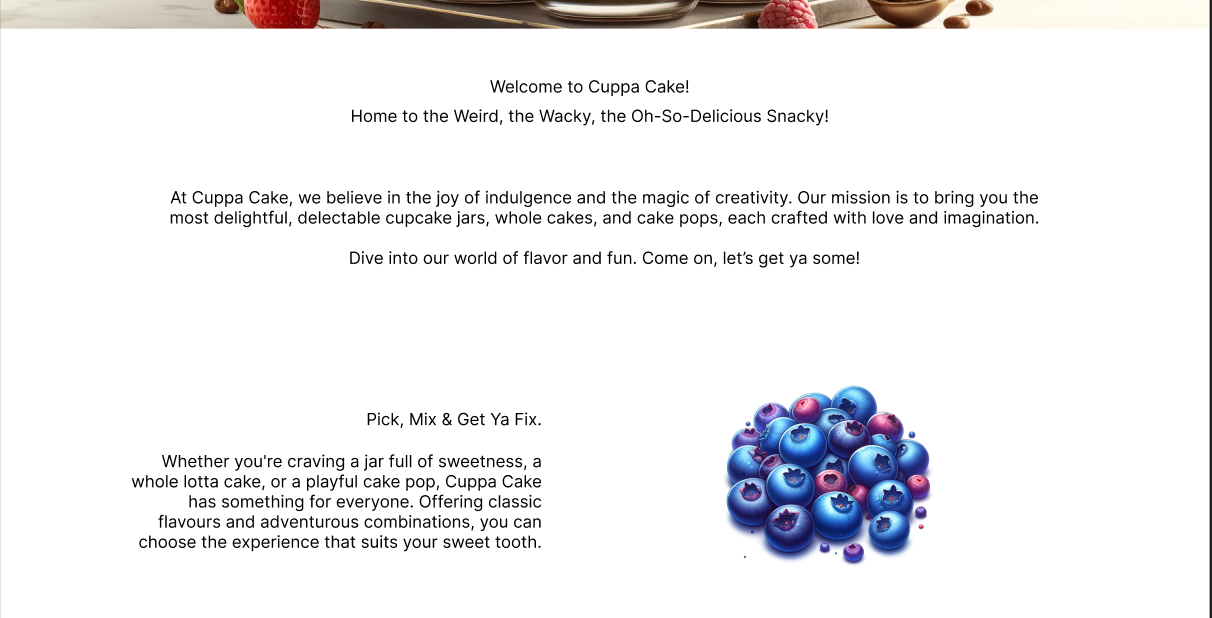 Welcome to Cuppa Cake!
Home to the Weird, the Wacky, the Oh-So-Delicious Snacky!
At Cuppa Cake, we believe in the joy of indulgence and the magic of creativity. Our mission is to bring you the
most delightful, delectable cupcake jars, whole cakes, and cake pops, each crafted with love and imagination.
Dive into our world of flavor and fun. Come on, let’s get ya some!
Pick, Mix & Get Ya Fix.
Whether you're craving a jar full of sweetness, a
whole lotta cake, or a playful cake pop, Cuppa Cake
has something for everyone. Offering classic
flavours and adventurous combinations, you can
choose the experience that suits your sweet tooth.